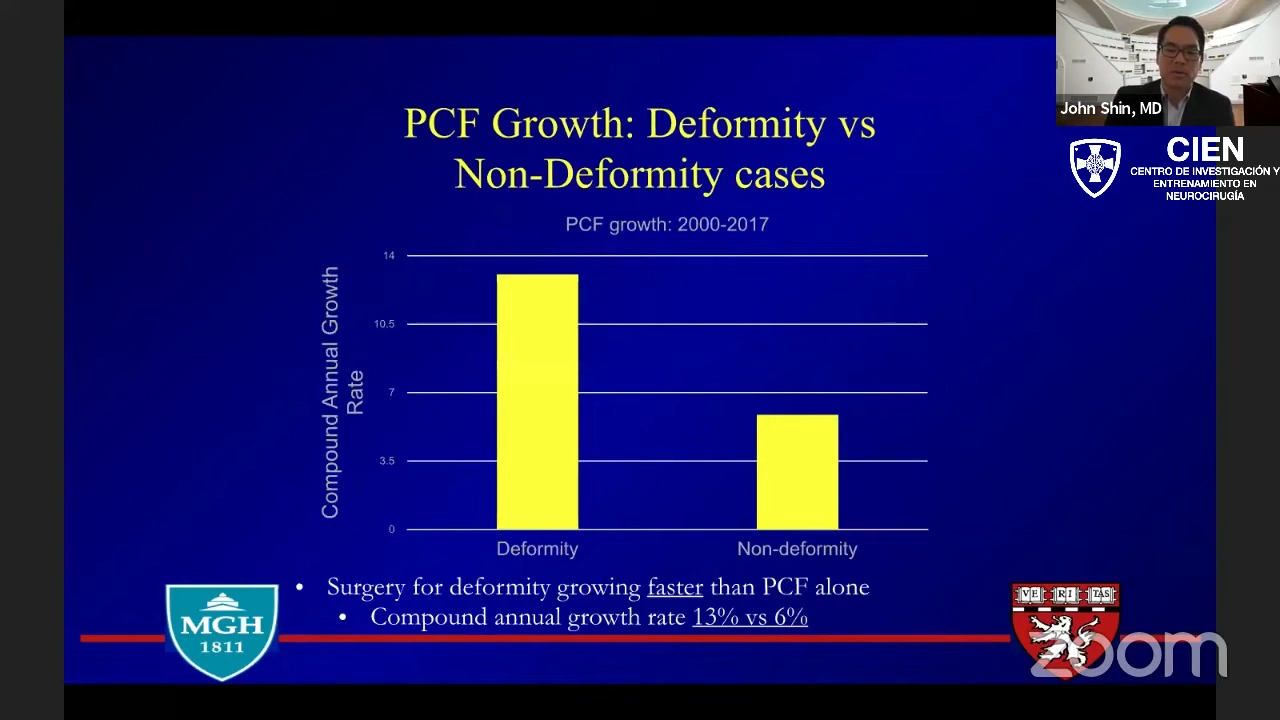 John Shin, MD
CIEN
CENTRO DE INVESTIGACIÓN Y
ENTRENAMIENTO EN
NEUROCIRUGÍA
PCF Growth: Deformity vs
Non-Deformity cases
PCF growth: 2000-2017
Compound Annual Growth
Rate
14
10.5
7
3.5
0
Deformity
Non-deformity
• Surgery for deformity growing faster than PCF alone
• Compound annual growth rate 13% vs 6%
MGH
1811
VE RI TAS
zoom